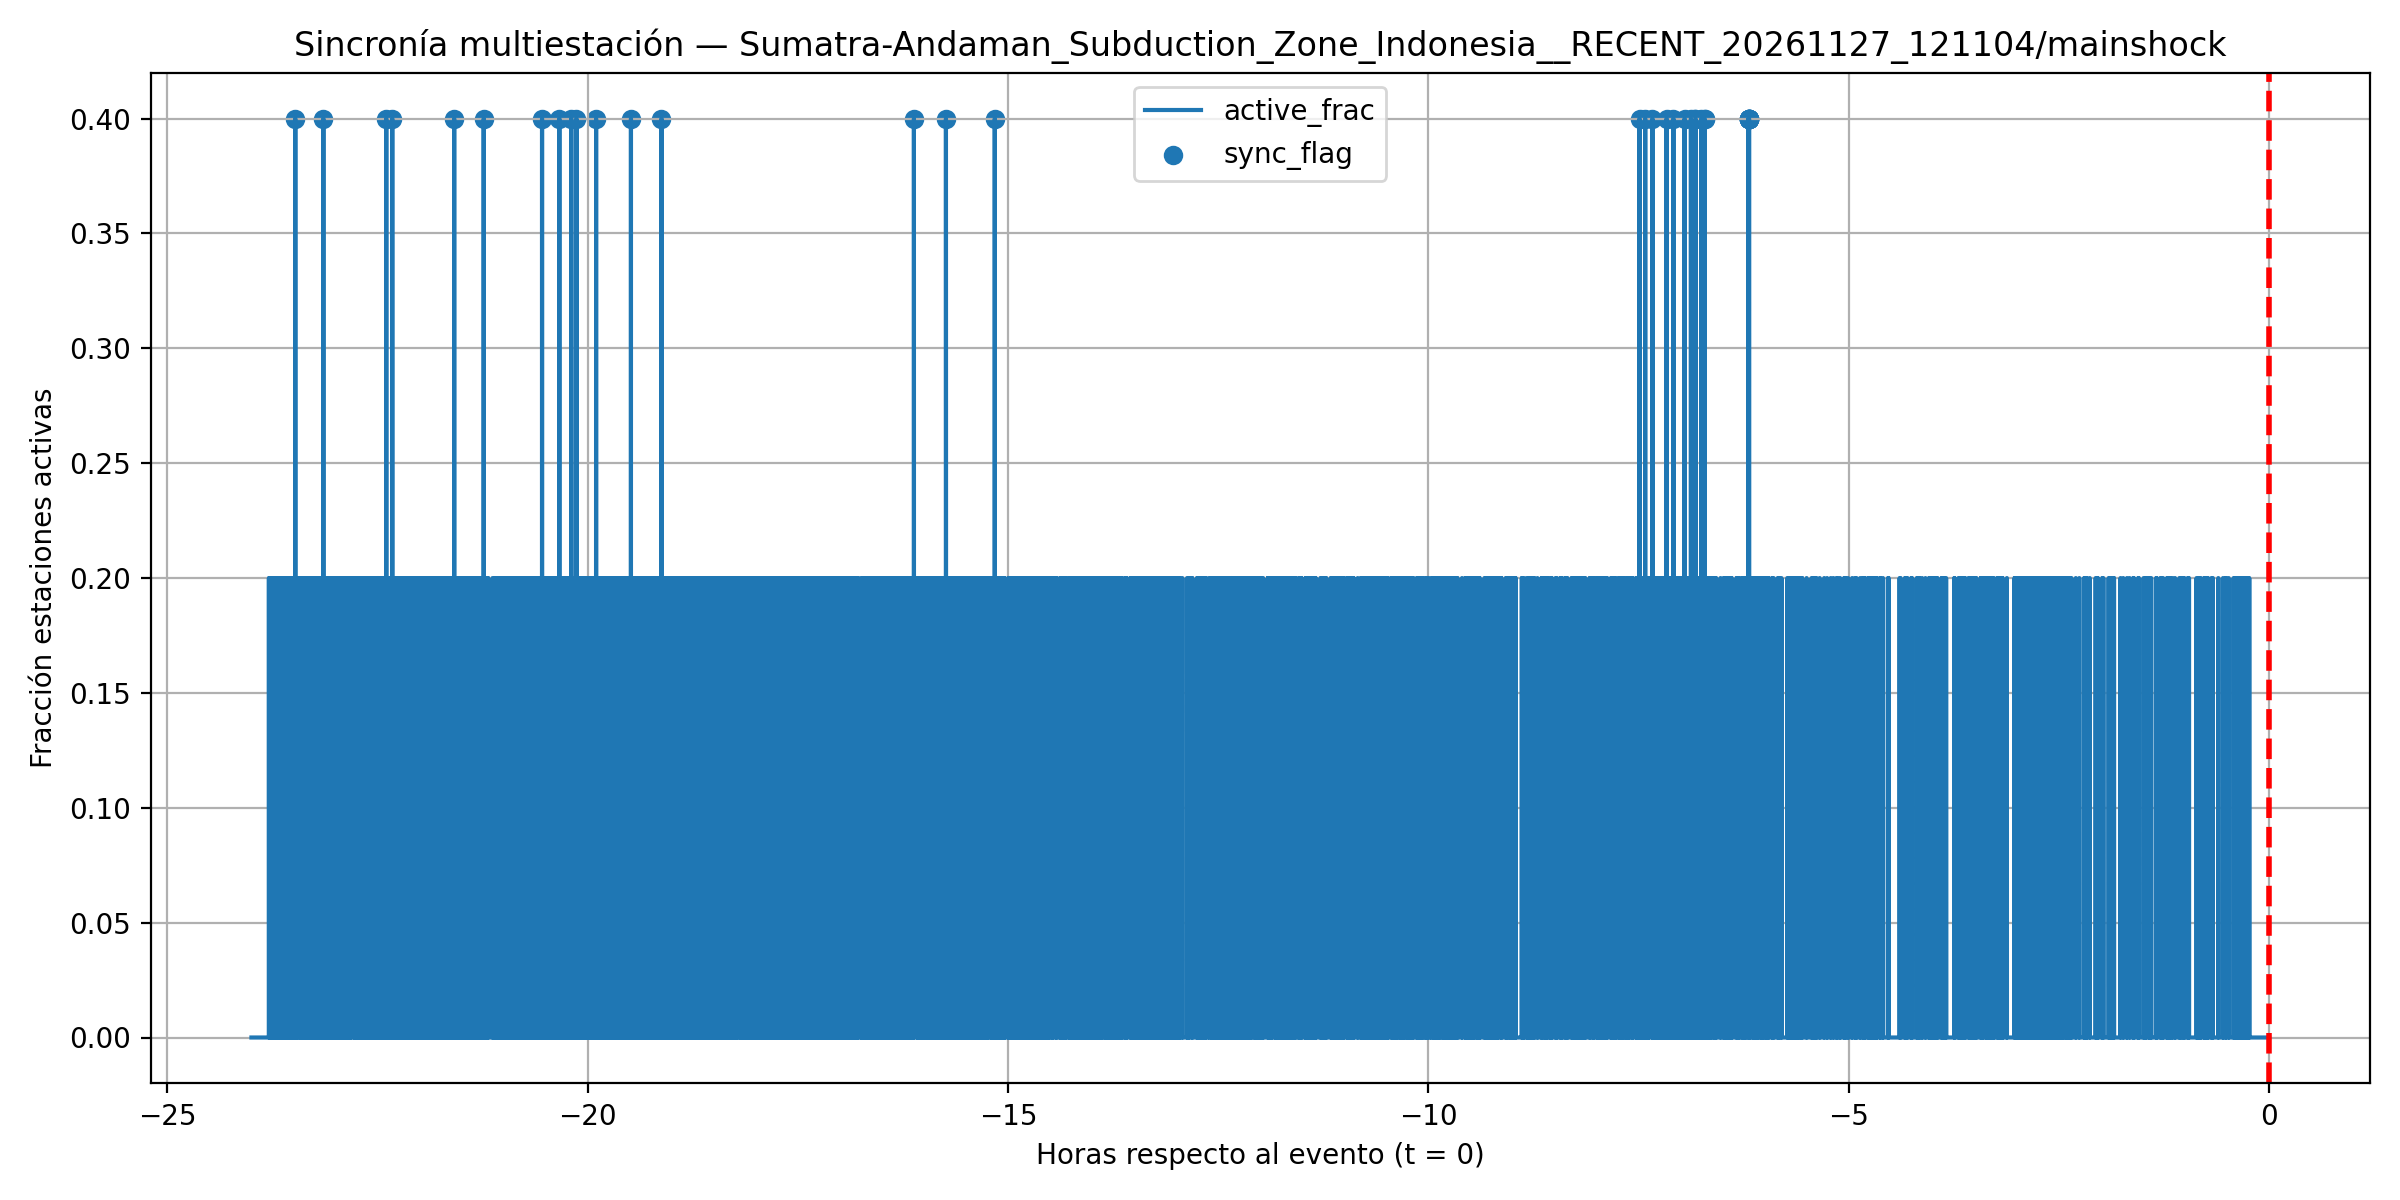 Sincronía multiestación — Sumatra-Andaman_Subduction_Zone_Indonesia__RECENT_20261127_121104/mainshock
active_frac
sync_flag
Fracción estaciones activas
0.40
0.35
0.30
0.25
0.20
0.15
0.10
0.05
0.00
−25 −20 −15 −10 −5 0
Horas respecto al evento (t = 0)